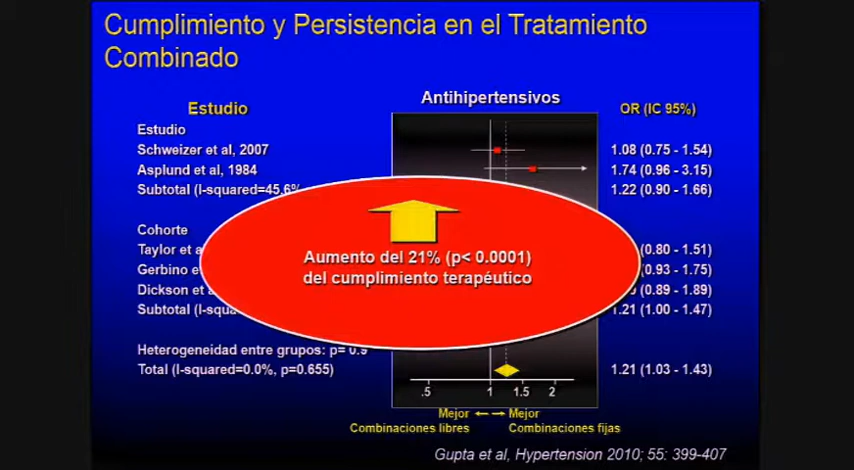 Cumplimiento y Persistencia en el Tratamiento
Combinado
Estudio
Antihipertensivos
OR (IC 95%)
Estudio
Schweizer et al, 2007
1.08 (0.75 - 1.54)
Asplund et al, 1984
1.74 (0.96 - 3.15)
Subtotal (I-squared=45.6%
1.22 (0.90 - 1.66)
Cohorte
Taylor et a
(0.80 - 1.51)
Gerbino e
(0.93 - 1.75)
Dickson et a
(0.89 - 1.89)
Subtotal (I-squa
1.21 (1.00 - 1.47)
Aumento del 21% (p< 0.0001)
del cumplimiento terapéutico
Heterogeneidad entre grupos: p= 0.9
Total (I-squared=0.0%, p=0.655)
1.21 (1.03 - 1.43)
.5 1 1.5 2
Mejor Mejor
Combinaciones libres Combinaciones fijas
Gupta et al, Hypertension 2010; 55: 399-407